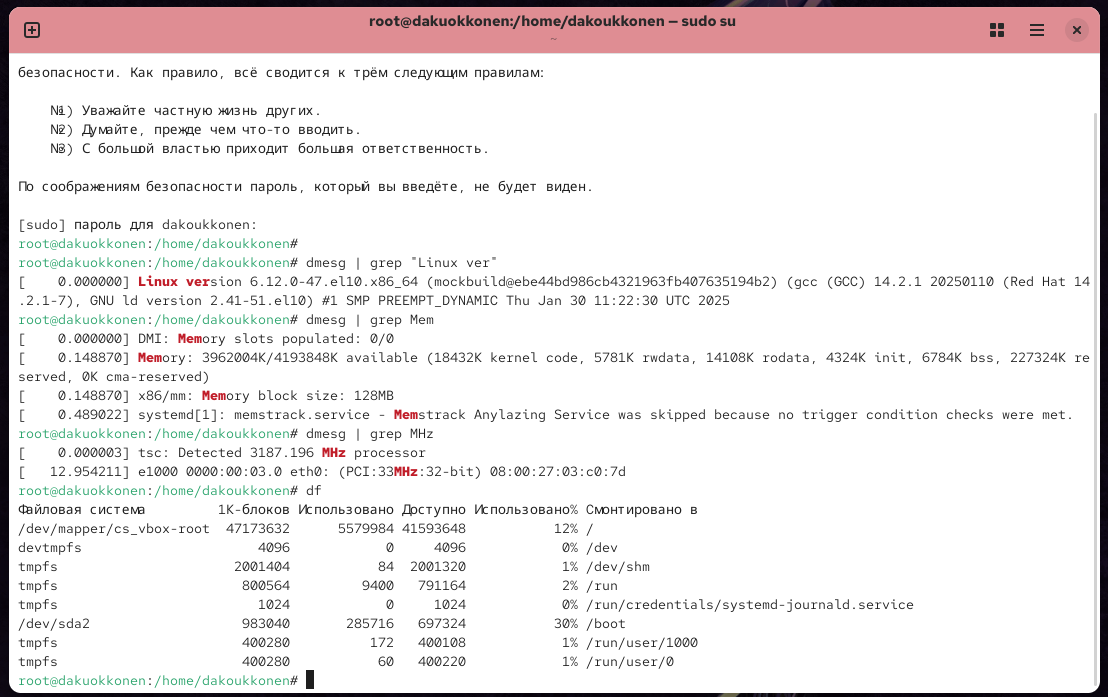 root@dakuokkonen:/home/dakoukkonen — sudo su
~
безопасности. Как правило, всё сводится к трём следующим правилам:
№1) Уважайте частную жизнь других.
№2) Думайте, прежде чем что-то вводить.
№3) С большой властью приходит большая ответственность.
По соображениям безопасности пароль, который вы введёте, не будет виден.
[sudo] пароль для dakoukkonen:
root@dakuokkonen:/home/dakoukkonen#
root@dakuokkonen:/home/dakoukkonen# dmesg | grep "Linux ver"
[    0.000000] Linux version 6.12.0-47.el10.x86_64 (mockbuild@ebe44bd986cb4321963fb407635194b2) (gcc (GCC) 14.2.1 20250110 (Red Hat 14
.2.1-7), GNU ld version 2.41-51.el10) #1 SMP PREEMPT_DYNAMIC Thu Jan 30 11:22:30 UTC 2025
root@dakuokkonen:/home/dakoukkonen# dmesg | grep Mem
[    0.000000] DMI: Memory slots populated: 0/0
[    0.148870] Memory: 3962004K/4193848K available (18432K kernel code, 5781K rwdata, 14108K rodata, 4324K init, 6784K bss, 227324K re
served, 0K cma-reserved)
[    0.148870] x86/mm: Memory block size: 128MB
[    0.489022] systemd[1]: memstrack.service - Memstrack Anylazing Service was skipped because no trigger condition checks were met.
root@dakuokkonen:/home/dakoukkonen# dmesg | grep MHz
[    0.000003] tsc: Detected 3187.196 MHz processor
[   12.954211] e1000 0000:00:03.0 eth0: (PCI:33MHz:32-bit) 08:00:27:03:c0:7d
root@dakuokkonen:/home/dakoukkonen# df
Файловая система         1K-блоков Использовано Доступно Использовано% Смонтировано в
/dev/mapper/cs_vbox-root  47173632      5579984 41593648           12% /
devtmpfs                      4096            0     4096            0% /dev
tmpfs                      2001404           84  2001320            1% /dev/shm
tmpfs                       800564         9400   791164            2% /run
tmpfs                         1024            0     1024            0% /run/credentials/systemd-journald.service
/dev/sda2                   983040       285716   697324           30% /boot
tmpfs                       400280          172   400108            1% /run/user/1000
tmpfs                       400280           60   400220            1% /run/user/0
root@dakuokkonen:/home/dakoukkonen#